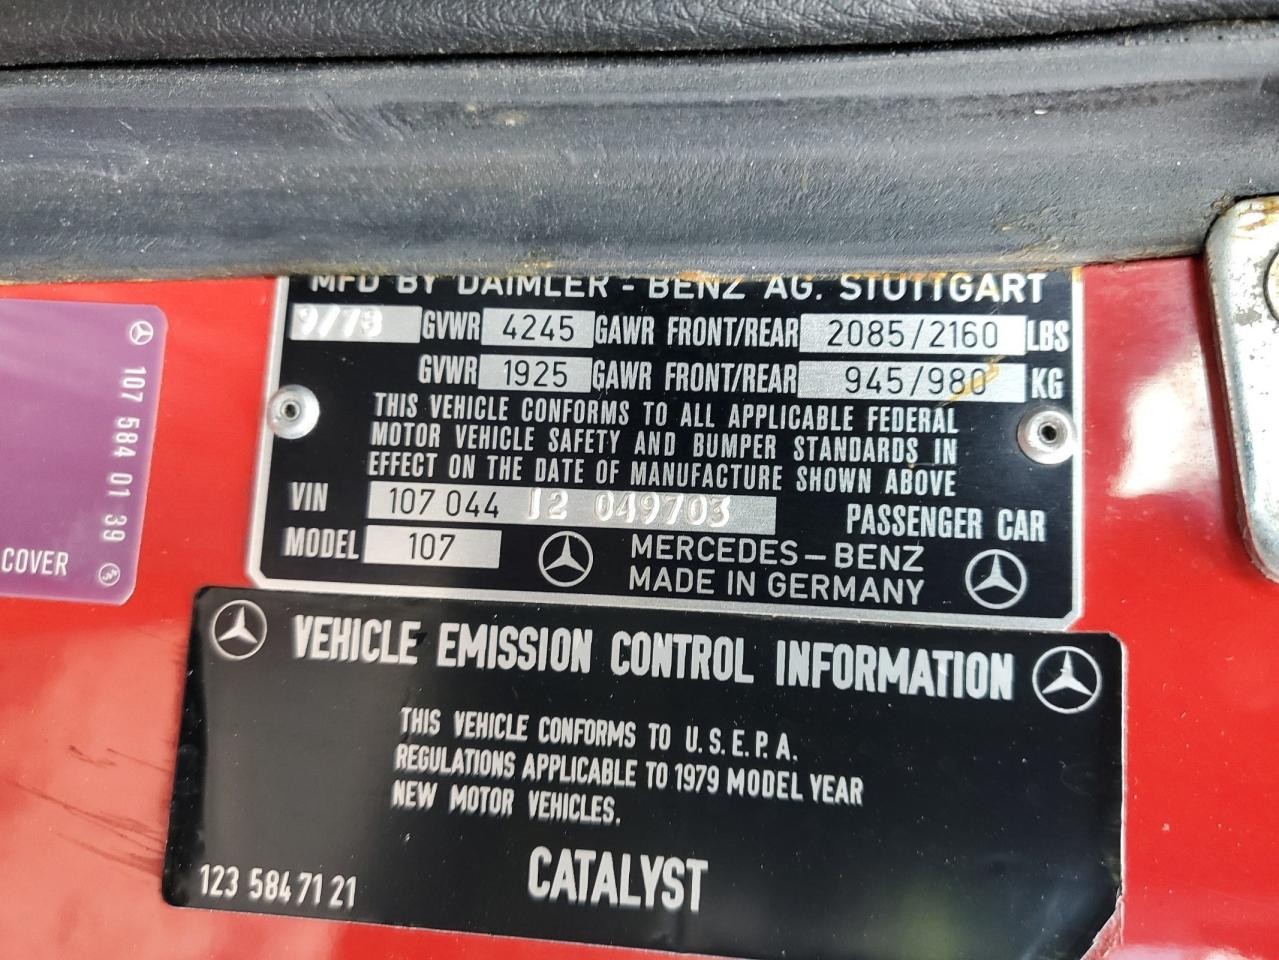 MFD BY DAIMLER - BENZ AG. STUTTGART
GVWR 4245 GAWR FRONT/REAR 2085/2160 LBS
GVWR 1925 GAWR FRONT/REAR 945/980 KG
THIS VEHICLE CONFORMS TO ALL APPLICABLE FEDERAL
MOTOR VEHICLE SAFETY AND BUMPER STANDARDS IN
EFFECT ON THE DATE OF MANUFACTURE SHOWN ABOVE
VIN 107 044 12 049703 PASSENGER CAR
MODEL 107 MERCEDES-BENZ
MADE IN GERMANY
107 584 01 39
COVER
VEHICLE EMISSION CONTROL INFORMATION
THIS VEHICLE CONFORMS TO U.S.E.P.A.
REGULATIONS APPLICABLE TO 1979 MODEL YEAR
NEW MOTOR VEHICLES.
CATALYST
123 584 71 21